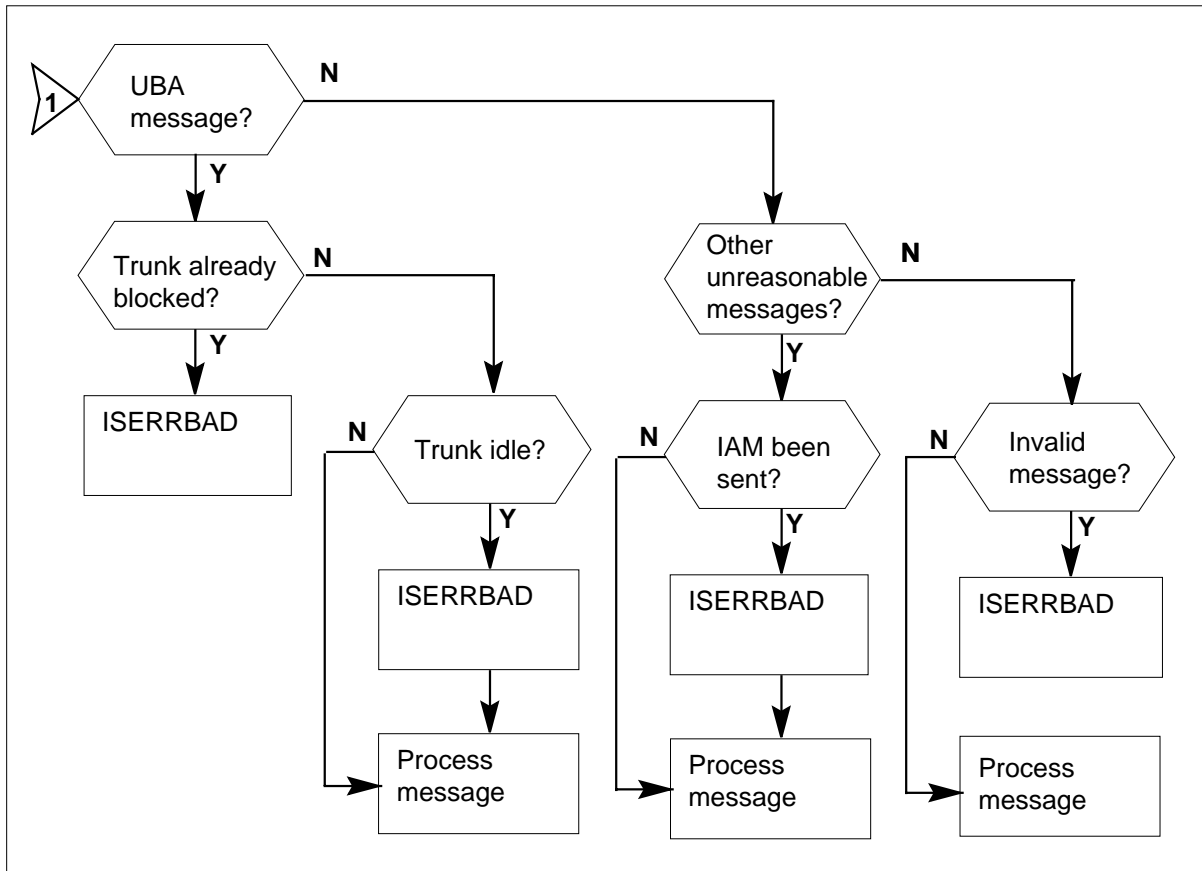 1
UBA
message?
N
Y
Trunk already
blocked?
N
Y
ISERRBAD
Other
unreasonable
messages?
N
Y
N
Trunk idle?
Y
ISERRBAD
Process
message
N
IAM been
sent?
Y
ISERRBAD
Process
message
N
Invalid
message?
Y
ISERRBAD
Process
message